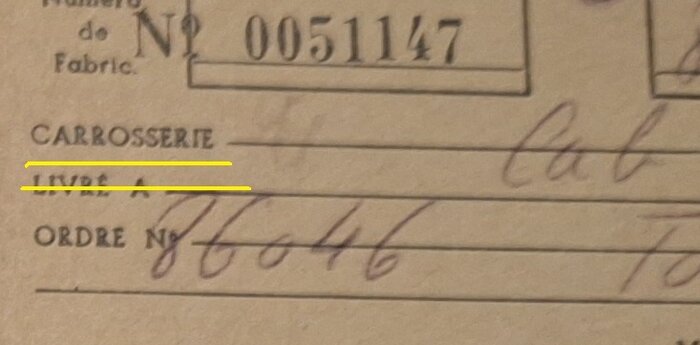 Numéro
de
Fabric.
Nº 0051147
CARROSSERIE Cab
LIVRÉ A
ORDRE Nº 86046